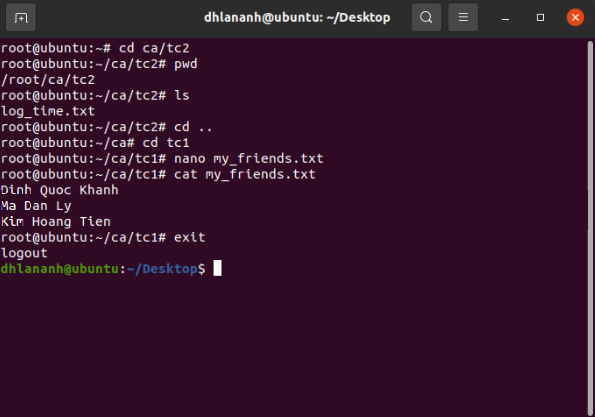 dhlananh@ubuntu: ~/Desktop
root@ubuntu:~# cd ca/tc2
root@ubuntu:~/ca/tc2# pwd
/root/ca/tc2
root@ubuntu:~/ca/tc2# ls
log_time.txt
root@ubuntu:~/ca/tc2# cd ..
root@ubuntu:~/ca# cd tc1
root@ubuntu:~/ca/tc1# nano my_friends.txt
root@ubuntu:~/ca/tc1# cat my_friends.txt
Dinh Quoc Khanh
Ma Dan Ly
Kim Hoang Tien
root@ubuntu:~/ca/tc1# exit
logout
dhlananh@ubuntu:~/Desktop$